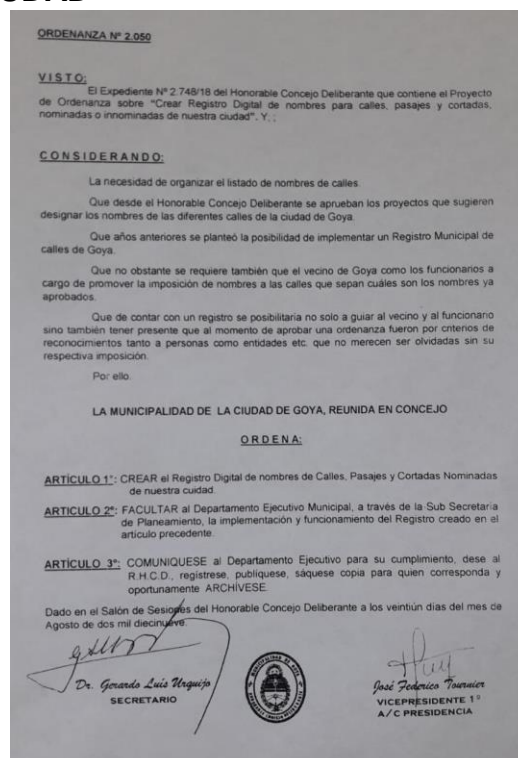 ORDENANZA Nº 2.050
VISTO:
El Expediente Nº 2.748/18 del Honorable Concejo Deliberante que contiene el Proyecto
de Ordenanza sobre "Crear Registro Digital de nombres para calles, pasajes y cortadas,
nominadas o innominadas de nuestra ciudad". Y, ;
CONSIDERANDO:
La necesidad de organizar el listado de nombres de calles.
Que desde el Honorable Concejo Deliberante se aprueban los proyectos que sugieren
designar los nombres de las diferentes calles de la ciudad de Goya.
Que años anteriores se planteó la posibilidad de implementar un Registro Municipal de
calles de Goya.
Que no obstante se requiere también que el vecino de Goya como los funcionarios a
cargo de promover la imposición de nombres a las calles que sepan cuáles son los nombres ya
aprobados.
Que de contar con un registro se posibilitaría no solo a guiar al vecino y al funcionario
sino también tener presente que al momento de aprobar una ordenanza fueron por criterios de
reconocimientos tanto a personas como entidades etc. que no merecen ser olvidadas sin su
respectiva imposición.
Por ello.
LA MUNICIPALIDAD DE LA CIUDAD DE GOYA, REUNIDA EN CONCEJO
ORDENA:
ARTÍCULO 1º: CREAR el Registro Digital de nombres de Calles, Pasajes y Cortadas Nominadas
de nuestra cuidad.
ARTÍCULO 2º: FACULTAR al Departamento Ejecutivo Municipal, a través de la Sub Secretaría
de Planeamiento, la implementación y funcionamiento del Registro creado en el
artículo precedente.
ARTÍCULO 3º: COMUNIQUESE al Departamento Ejecutivo para su cumplimiento, dese al
R.H.C.D., regístrese, publíquese, sáquese copia para quien corresponda y
oportunamente ARCHÍVESE.
Dado en el Salón de Sesiones del Honorable Concejo Deliberante a los veintiún días del mes de
Agosto de dos mil diecinueve.
Dr. Gerardo Luis Urquijo
SECRETARIO
José Federico Tournier
VICEPRESIDENTE 1º
A/C PRESIDENCIA